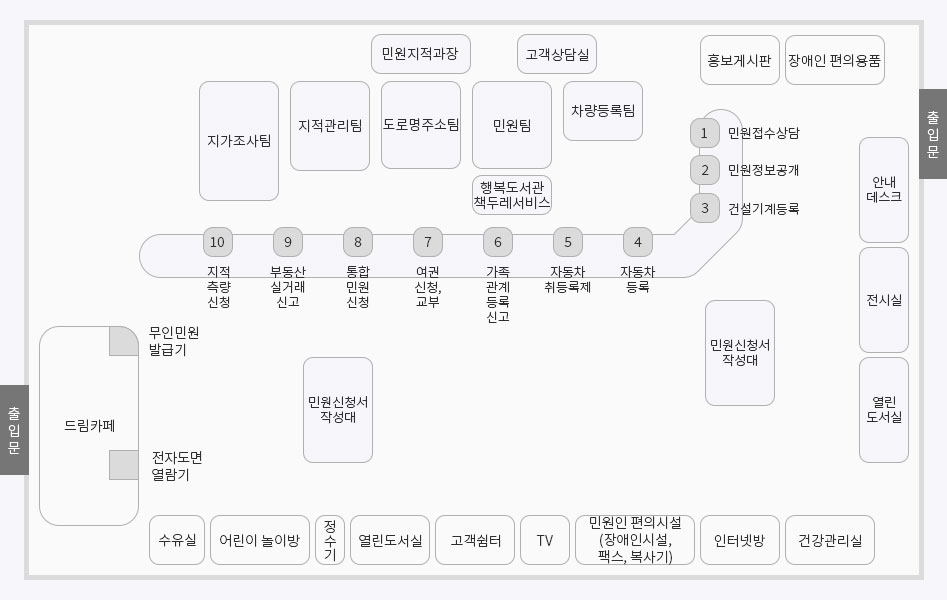 민원지적과장
고객상담실
홍보게시판
장애인 편의용품
지가조사팀
지적관리팀
도로명주소팀
민원팀
차량등록팀
행복도서관
책두레서비스
출
입
문
1
민원접수상담
2
민원정보공개
3
건설기계등록
안내
데스크
10
9
8
7
6
5
4
지적
측량
신청
부동산
실거래
신고
통합
민원
신청
여권
신청,
교부
가족
관계
등록
신고
자동차
취등록제
자동차
등록
전시실
무인민원
발급기
민원신청서
작성대
드림카페
민원신청서
작성대
열린
도서실
출
입
문
전자도면
열람기
수유실
어린이 놀이방
정
수
기
열린도서실
고객쉼터
TV
민원인 편의시설
(장애인시설,
팩스, 복사기)
인터넷방
건강관리실